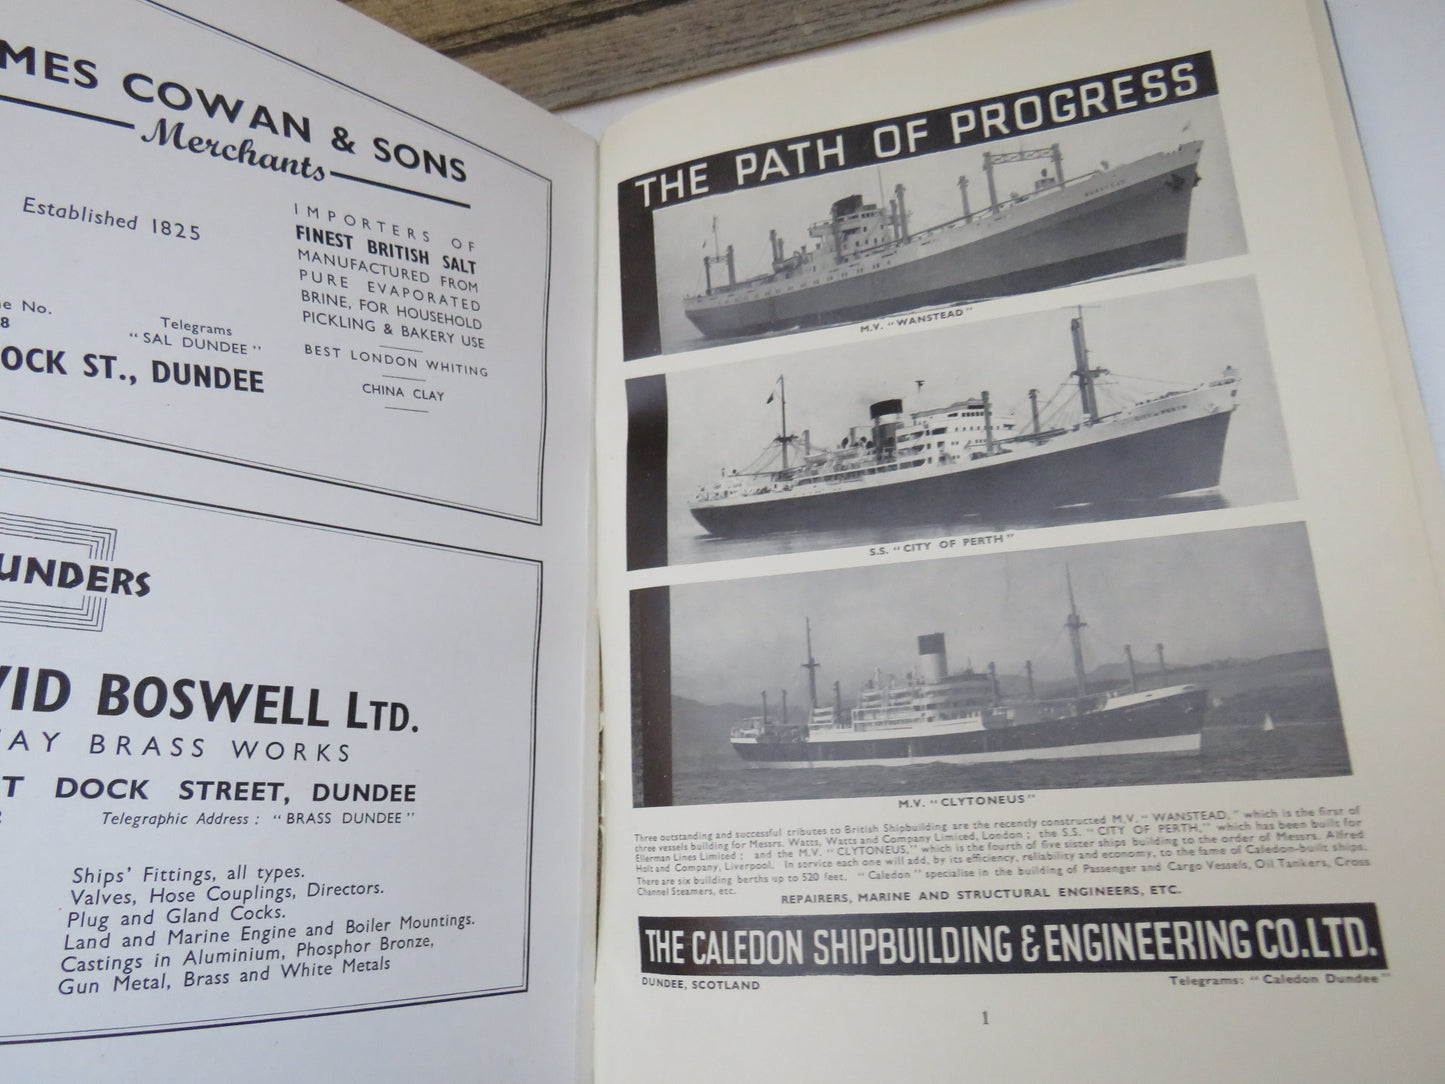 MES COWAN & SONS
Merchants
Established 1825
No.
8
Telegrams
"SAL DUNDEE"
OCK ST., DUNDEE
IMPORTERS OF
FINEST BRITISH SALT
MANUFACTURED FROM
PURE EVAPORATED
BRINE, FOR HOUSEHOLD
PICKLING & BAKERY USE
BEST LONDON WHITING
CHINA CLAY
UNDERS
VID BOSWELL LTD.
WAY BRASS WORKS
T DOCK STREET, DUNDEE
Telegraphic Address : "BRASS DUNDEE"
Ships' Fittings, all types.
Valves, Hose Couplings, Directors.
Plug and Gland Cocks.
Land and Marine Engine and Boiler Mountings.
Castings in Aluminium, Phosphor Bronze,
Gun Metal, Brass and White Metals
THE PATH OF PROGRESS
WANSTEAD
M.V. "WANSTEAD"
CITY OF PERTH
S.S. "CITY OF PERTH"
M.V. "CLYTONEUS"
Three outstanding and successful tributes to British Shipbuilding are the recently constructed M.V. "WANSTEAD," which is the first of
three vessels building for Messrs. Watts, Watts and Company Limited, London ; the S.S. "CITY OF PERTH," which has been built for
Ellerman Lines Limited ; and the M.V. "CLYTONEUS," which is the fourth of five sister ships building to the order of Messrs. Alfred
Holt and Company, Liverpool. In service each one will add, by its efficiency, reliability and economy, to the fame of Caledon-built ships.
There are six building berths up to 520 feet. "Caledon" specialise in the building of Passenger and Cargo Vessels, Oil Tankers, Cross
Channel Steamers, etc.
REPAIRERS, MARINE AND STRUCTURAL ENGINEERS, ETC.
THE CALEDON SHIPBUILDING & ENGINEERING CO. LTD.
DUNDEE, SCOTLAND
Telegrams: "Caledon Dundee"
1